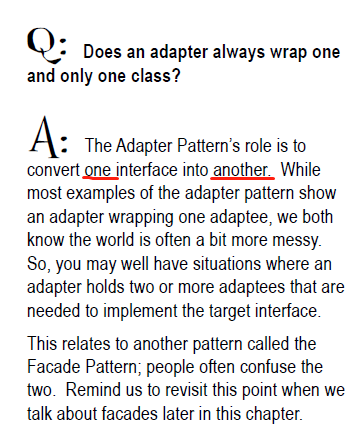 Q: Does an adapter always wrap one
and only one class?
A: The Adapter Pattern’s role is to
convert one interface into another. While
most examples of the adapter pattern show
an adapter wrapping one adaptee, we both
know the world is often a bit more messy.
So, you may well have situations where an
adapter holds two or more adaptees that are
needed to implement the target interface.
This relates to another pattern called the
Facade Pattern; people often confuse the
two. Remind us to revisit this point when we
talk about facades later in this chapter.